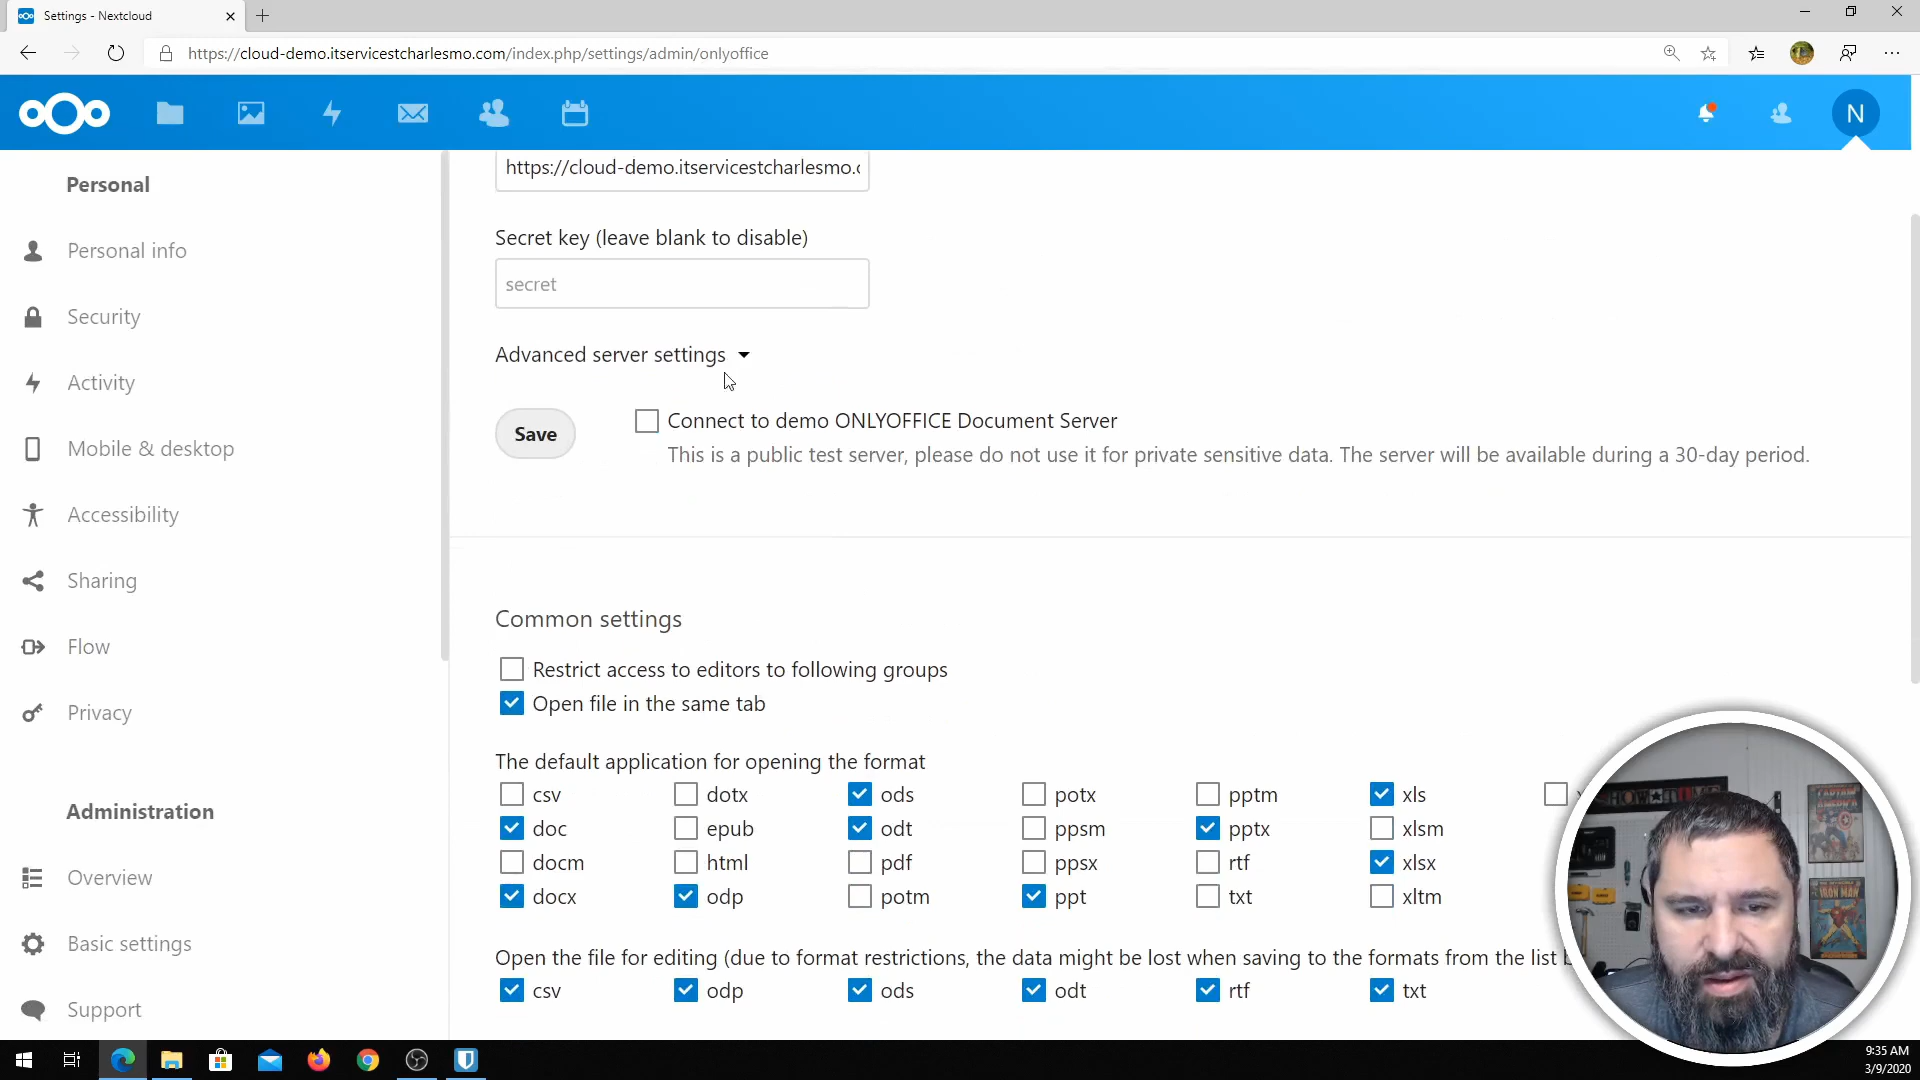 Settings - Nextcloud
https://cloud-demo.itservicestcharlesmo.com/index.php/settings/admin/onlyoffice
N
Personal
Personal info
Security
Activity
Mobile & desktop
Accessibility
Sharing
Flow
Privacy
Administration
Overview
Basic settings
Support
https://cloud-demo.itservicestcharlesmo.c
Secret key (leave blank to disable)
secret
Advanced server settings
Save
Connect to demo ONLYOFFICE Document Server
This is a public test server, please do not use it for private sensitive data. The server will be available during a 30-day period.
Common settings
Restrict access to editors to following groups
Open file in the same tab
The default application for opening the format
csv dotx ods potx pptm xls
doc epub odt ppsm pptx xlsm
docm html pdf ppsx rtf xlsx
docx odp potm ppt txt xltm
Open the file for editing (due to format restrictions, the data might be lost when saving to the formats from the list
csv odp ods odt rtf txt
CAPTAIN AMERICA
IRON MAN
9:35 AM
3/9/2020